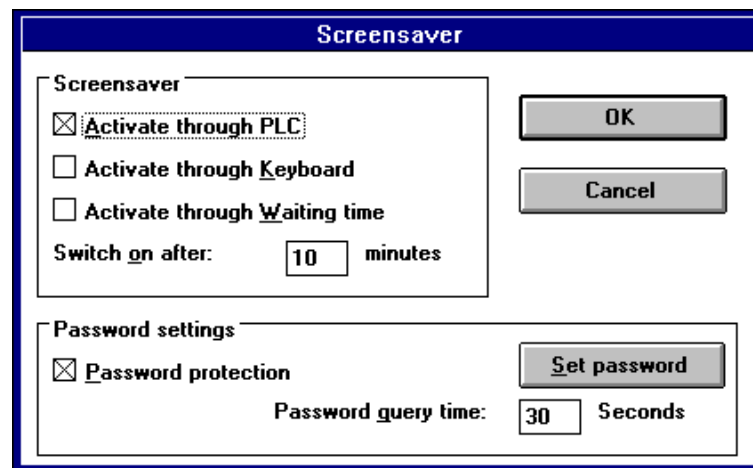 Screensaver
Screensaver
Activate through PLC
OK
Activate through Keyboard
Cancel
Activate through Waiting time
Switch on after: 10 minutes
Password settings
Password protection
Set password
Password query time: 30 Seconds